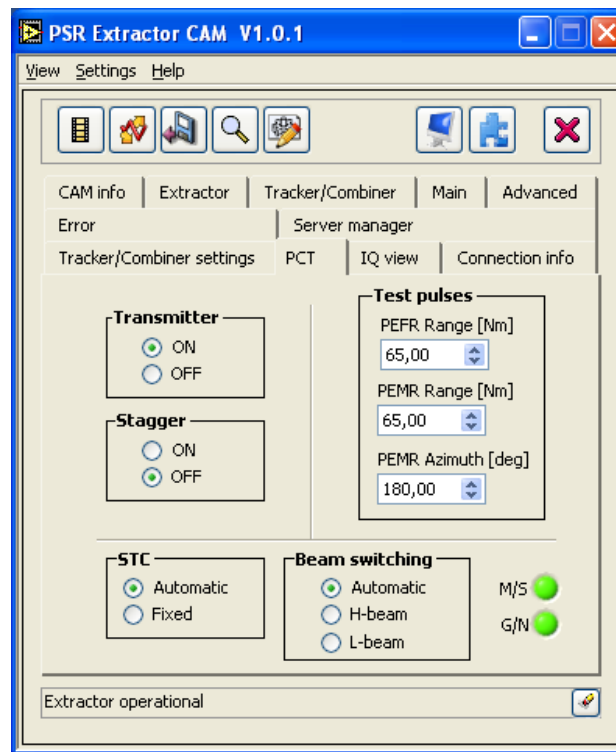 PSR Extractor CAM V1.0.1
View Settings Help
CAM info Extractor Tracker/Combiner Main Advanced
Error Server manager
Tracker/Combiner settings PCT IQ view Connection info
Transmitter
ON
OFF
Stagger
ON
OFF
Test pulses
PEFR Range [Nm]
65,00
PEMR Range [Nm]
65,00
PEMR Azimuth [deg]
180,00
STC
Automatic
Fixed
Beam switching
Automatic
H-beam
L-beam
M/S
G/N
Extractor operational